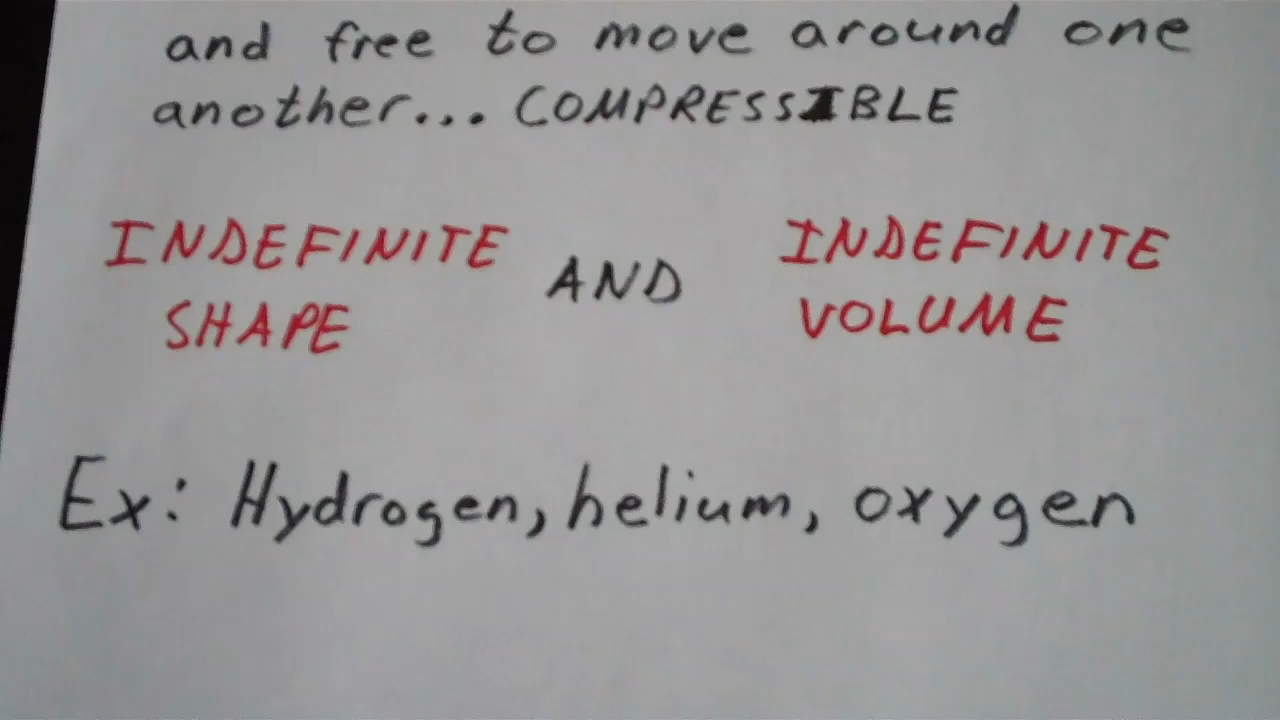 and free to move around one
another... COMPRESSIBLE
INDEFINITE SHAPE AND INDEFINITE VOLUME
Ex: Hydrogen, helium, oxygen